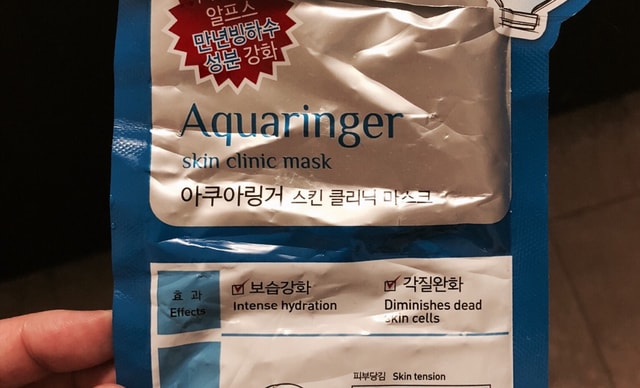 알프스
만년빙하수
성분 강화
Aquaringer
skin clinic mask
아쿠아링거 스킨 클리닉 마스크
효과
Effects
☑ 보습강화
Intense hydration
☑ 각질완화
Diminishes dead
skin cells
피부당김 Skin tension